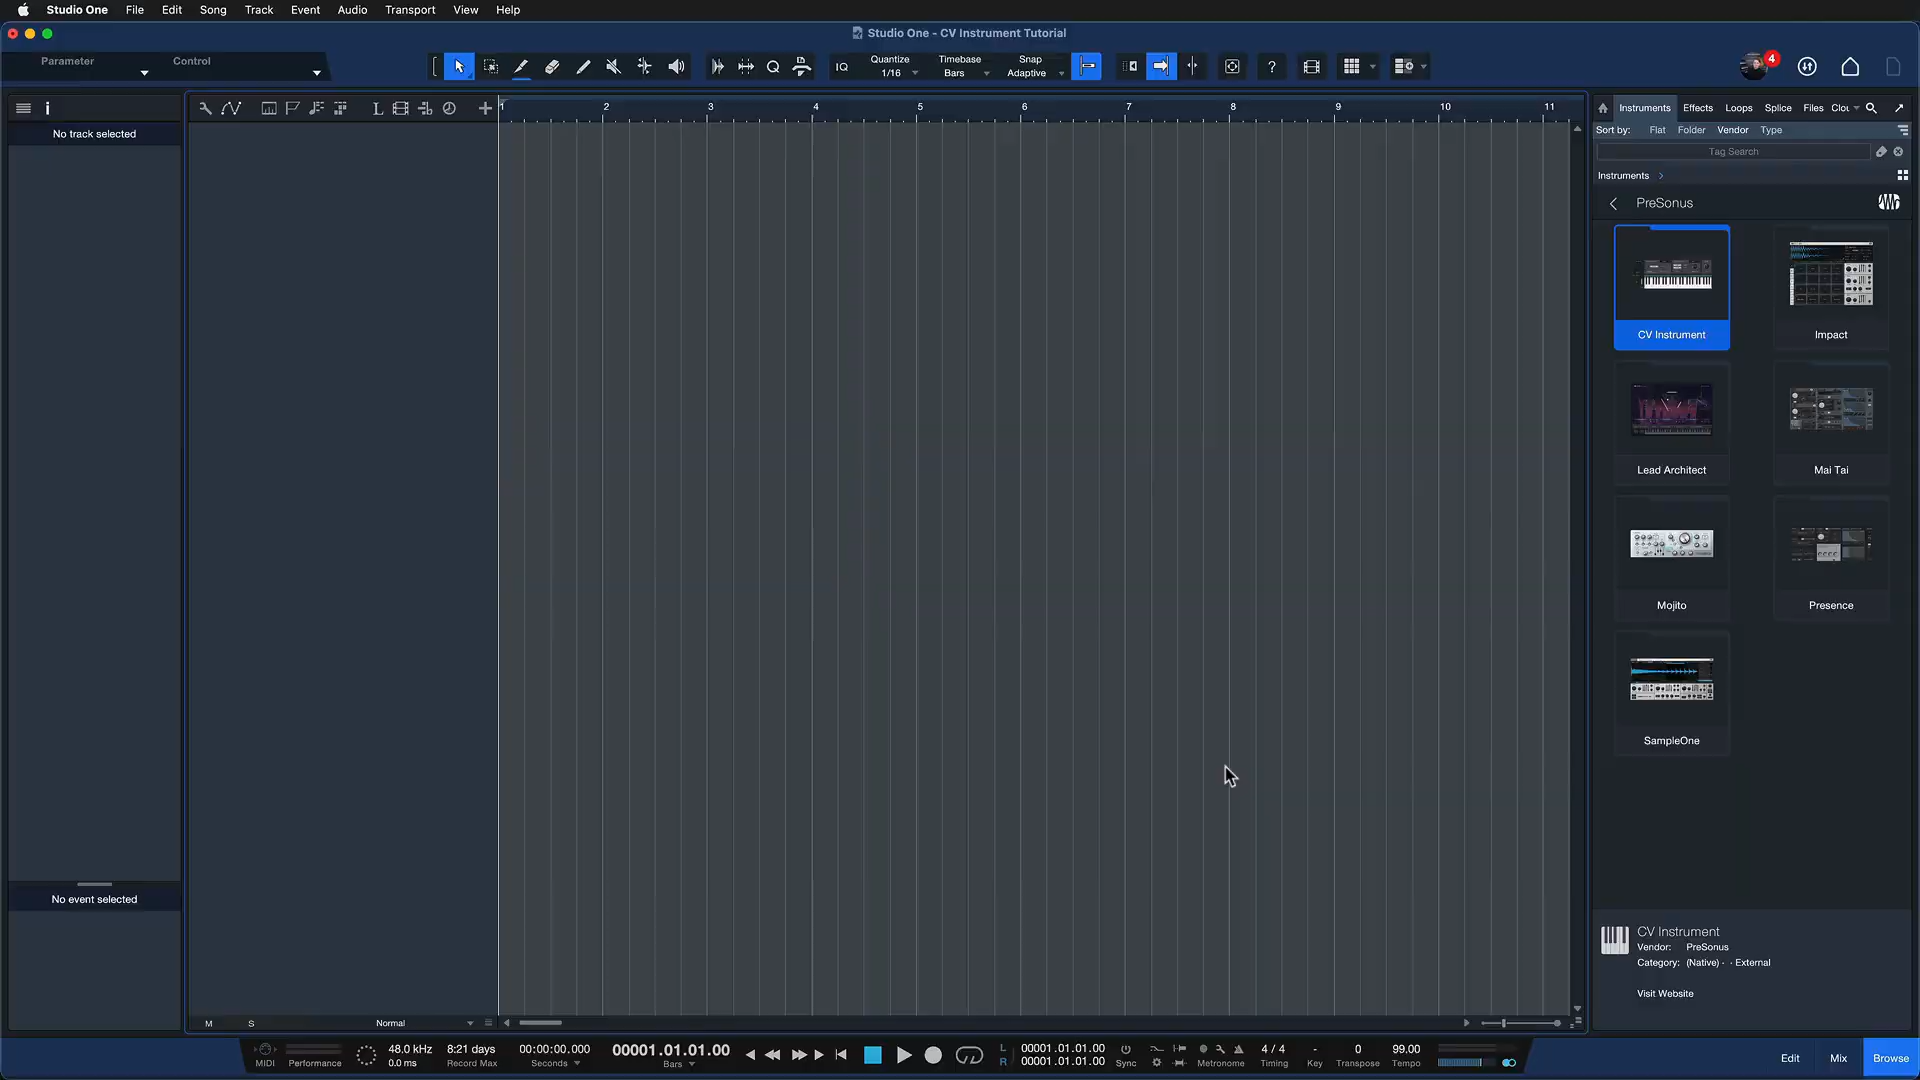 Studio One File Edit Song Track Event Audio Transport View Help
Studio One - CV Instrument Tutorial
Parameter Control
IQ Quantize 1/16 Timebase Bars Snap Adaptive ? 4
i
No track selected
1 2 3 4 5 6 7 8 9 10 11
Instruments Effects Loops Splice Files Clou
Sort by: Flat Folder Vendor Type
Tag Search
Instruments
PreSonus
CV Instrument Impact
Lead Architect Mai Tai
Mojito Presence
SampleOne
No event selected
CV Instrument
Vendor: PreSonus
Category: (Native) - - External
Visit Website
M S Normal
MIDI Performance
48.0 kHz
0.0 ms
8:21 days
Record Max
00:00:00.000
Seconds
00001.01.01.00
Bars
L 00001.01.01.00
R 00001.01.01.00
Sync Metronome
4 / 4
Timing
-
Key
0
Transpose
99.00
Tempo
Edit Mix Browse